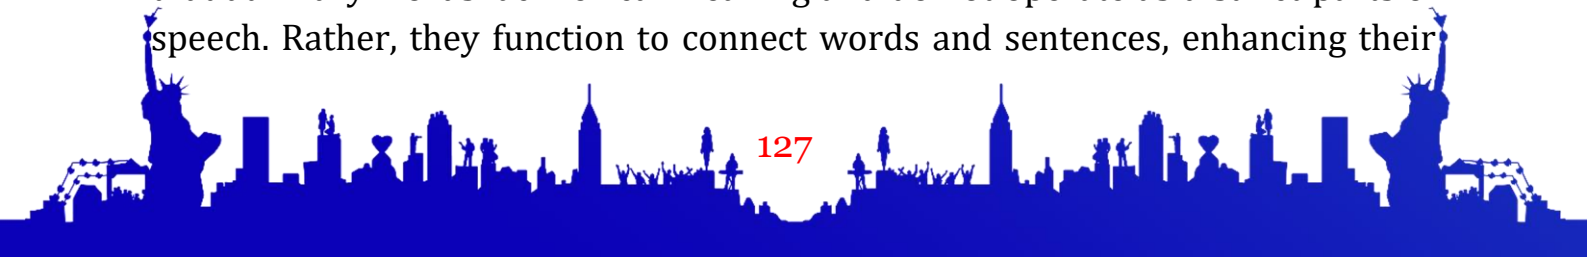 speech. Rather, they function to connect words and sentences, enhancing their
127